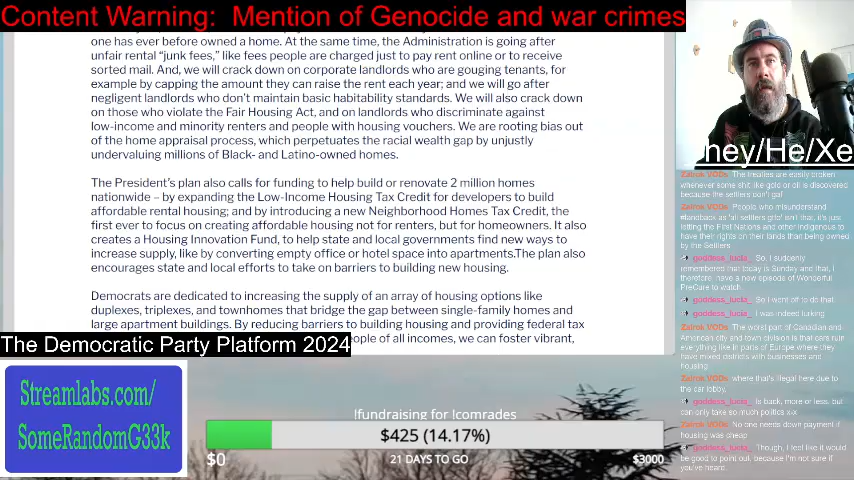 Content Warning: Mention of Genocide and war crimes
one has ever before owned a home. At the same time, the Administration is going after
unfair rental “junk fees,” like fees people are charged just to pay rent online or to receive
sorted mail. And, we will crack down on corporate landlords who are gouging tenants, for
example by capping the amount they can raise the rent each year; and we will go after
negligent landlords who don’t maintain basic habitability standards. We will also crack down
on those who violate the Fair Housing Act, and on landlords who discriminate against
low-income and minority renters and people with housing vouchers. We are rooting bias out
of the home appraisal process, which perpetuates the racial wealth gap by unjustly
undervaluing millions of Black- and Latino-owned homes.
The President’s plan also calls for funding to help build or renovate 2 million homes
nationwide – by expanding the Low-Income Housing Tax Credit for developers to build
affordable rental housing; and by introducing a new Neighborhood Homes Tax Credit, the
first ever to focus on creating affordable housing not for renters, but for homeowners. It also
creates a Housing Innovation Fund, to help state and local governments find new ways to
increase supply, like by converting empty office or hotel space into apartments.The plan also
encourages state and local efforts to take on barriers to building new housing.
Democrats are dedicated to increasing the supply of an array of housing options like
duplexes, triplexes, and townhomes that bridge the gap between single-family homes and
large apartment buildings. By reducing barriers to building housing and providing federal tax
people of all incomes, we can foster vibrant,
The Democratic Party Platform 2024
Streamlabs.com/
SomeRandomG33k
!fundraising for !comrades
$425 (14.17%)
$0
21 DAYS TO GO
$3000
hey/He/Xe
The treaties are easily broken
whenever some shit like gold or oil is discovered
because the settlers don't gaf
People who misunderstand
#landback as 'all settlers gtfo' isn't that, it's just
letting the First Nations and other Indigenous to
have their rights on their lands than being owned
by the Settlers
goddess_lucia_: So, I suddenly
remembered that today is Sunday and that, I
therefore, have a new episode of Wonderful
PreCure to watch
goddess_lucia_: So I went off to do that
goddess_lucia_: I was indeed lurking
The worst part of Canadian and
American city and town division is that cars ruin
everything like in parts of Europe where they
have mixed districts with businesses and
housing
where that's illegal here due to
the car lobby.
goddess_lucia_: Is back, more or less, but
can only take so much politics x-x
No one needs down payment if
housing was cheap
goddess_lucia_: Though, I feel like it would
be good to point out, because I'm not sure if
you've heard.